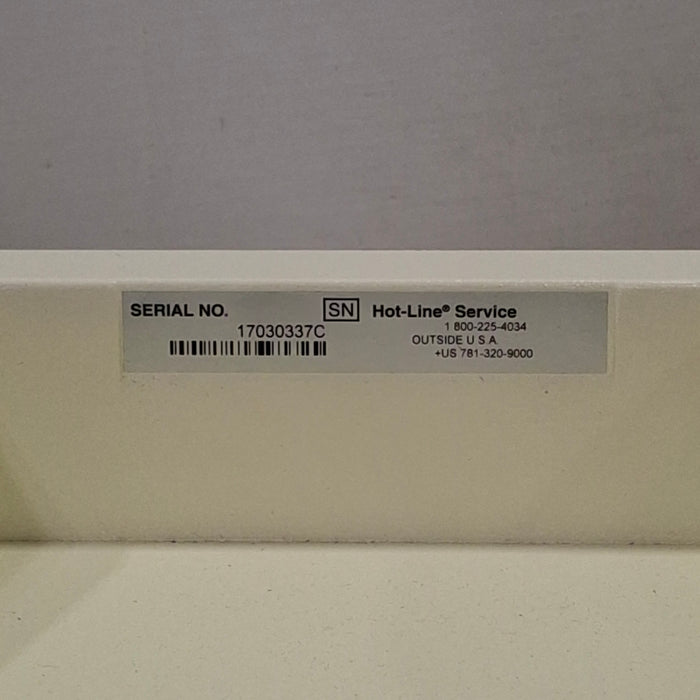 SERIAL NO.
17030337C
SN
Hot-Line® Service
1 800-225-4034
OUTSIDE U S A
+US 781-320-9000